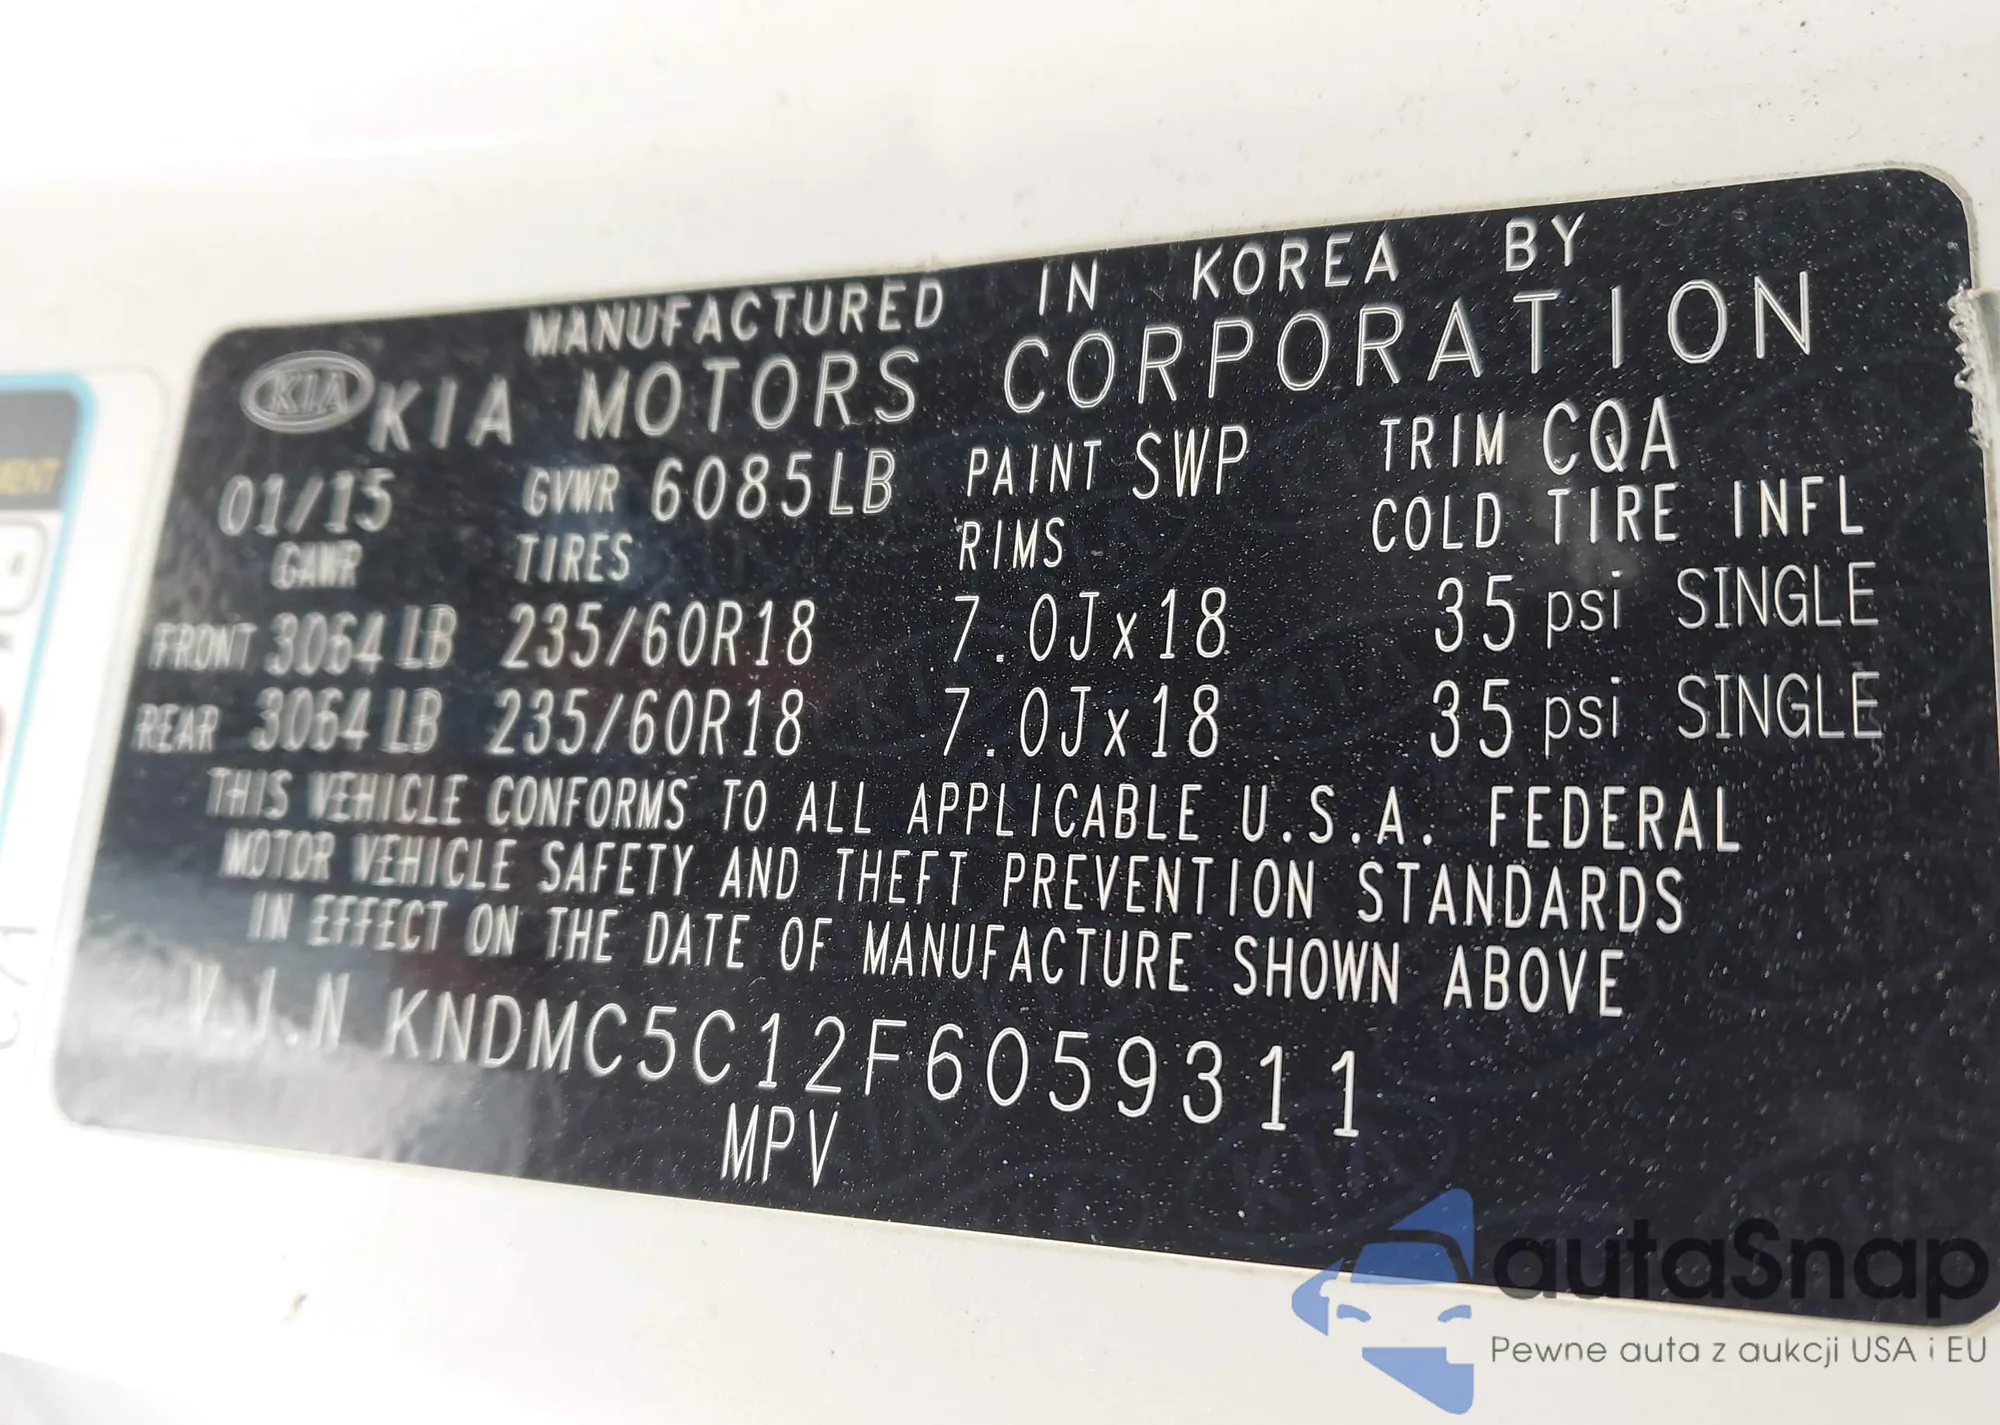 MANUFACTURED IN KOREA BY
KIA KIA MOTORS CORPORATION
01/15 GVWR 6085LB PAINT SWP TRIM CQA
GAWR TIRES RIMS COLD TIRE INFL
FRONT 3064 LB 235/60R18 7.0Jx18 35 psi SINGLE
REAR 3064 LB 235/60R18 7.0Jx18 35 psi SINGLE
THIS VEHICLE CONFORMS TO ALL APPLICABLE U.S.A. FEDERAL
MOTOR VEHICLE SAFETY AND THEFT PREVENTION STANDARDS
IN EFFECT ON THE DATE OF MANUFACTURE SHOWN ABOVE
V.I.N KNDMC5C12F6059311
MPV
autaSnap
Pewne auta z aukcji USA i EU